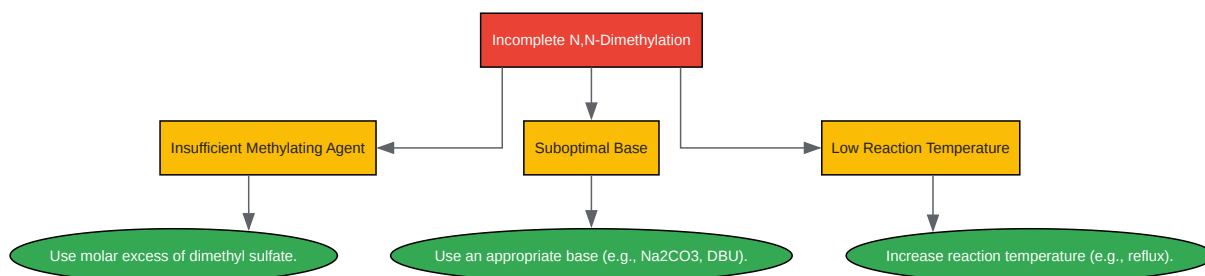 Incomplete N,N-Dimethylation
Insufficient Methylating Agent
Suboptimal Base
Low Reaction Temperature
Use molar excess of dimethyl sulfate.
Use an appropriate base (e.g., Na2CO3, DBU).
Increase reaction temperature (e.g., reflux).